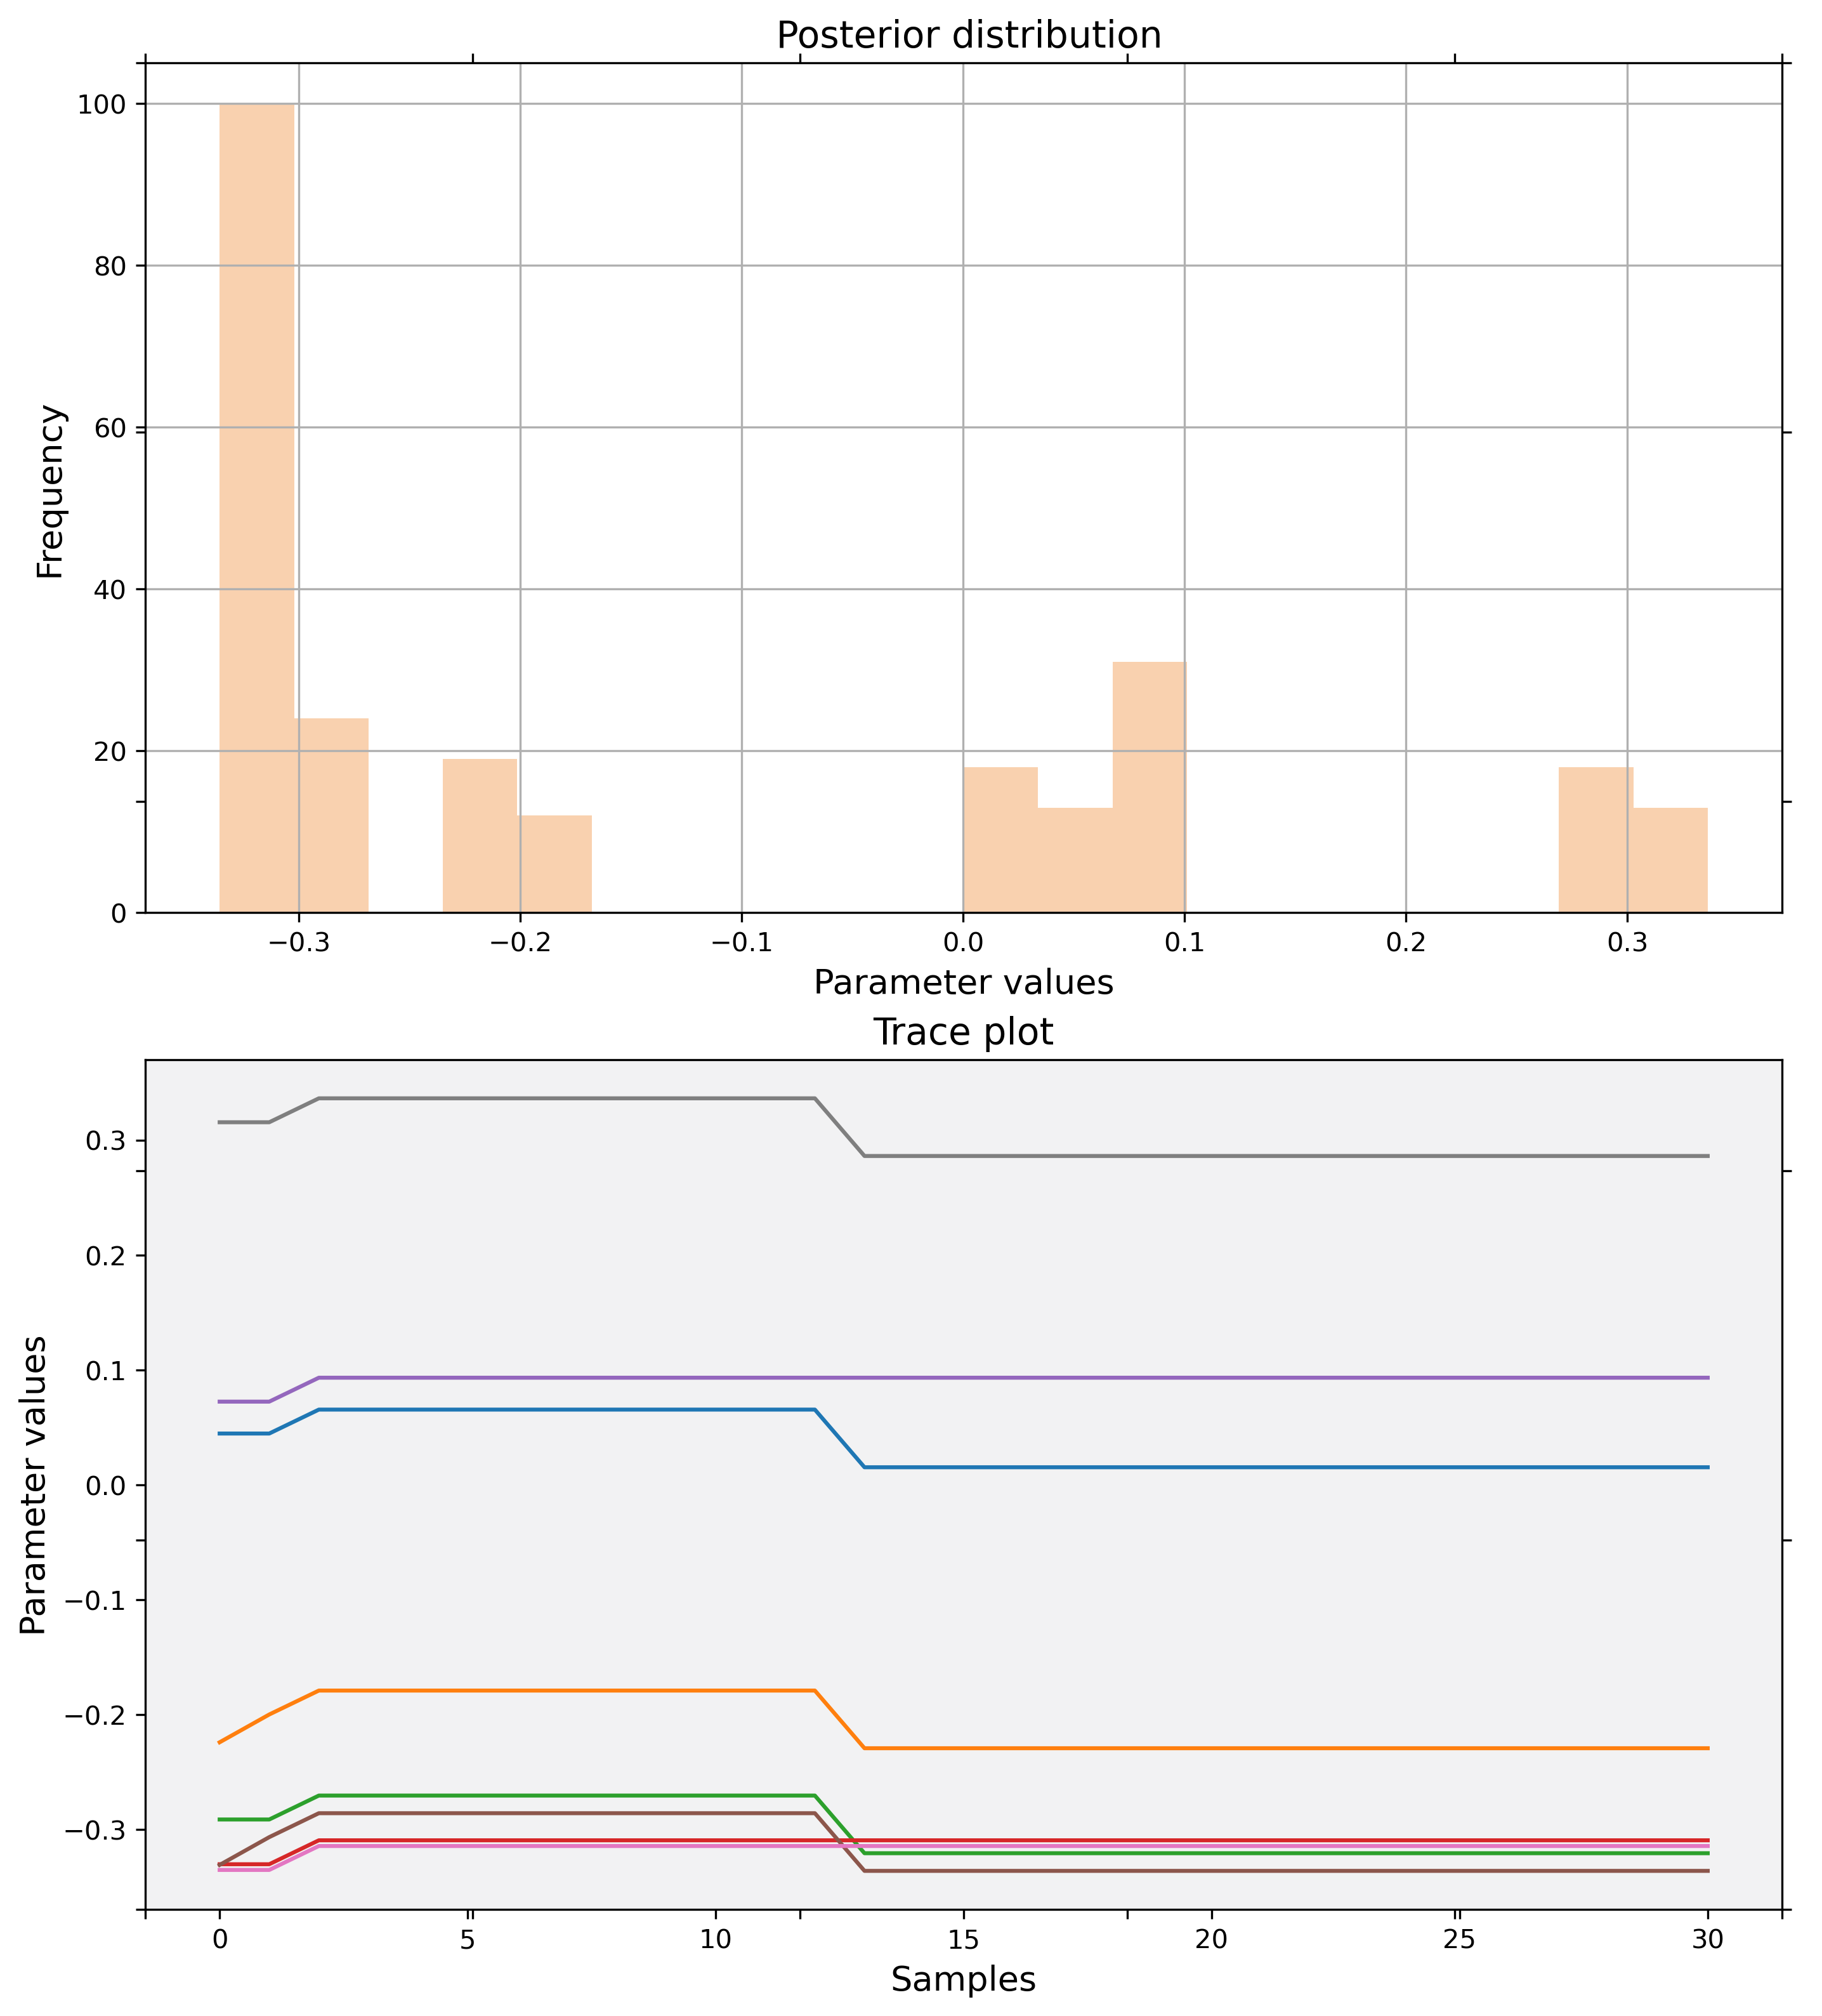 Posterior distribution
100
80
60
40
20
0
Frequency
−0.3 −0.2 −0.1 0.0 0.1 0.2 0.3
Parameter values
Trace plot
0.3
0.2
0.1
0.0
−0.1
−0.2
−0.3
Parameter values
0 5 10 15 20 25 30
Samples